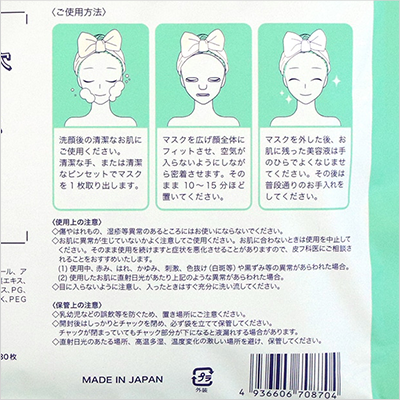 〈ご使用方法〉
洗顔後の清潔なお肌に
ご使用ください。
清潔な手、または清潔
なピンセットでマスク
を1枚取り出します。
マスクを広げ顔全体に
フィットさせ、空気が
入らないようにしなが
ら密着させます。その
まま10～15分ほど
置いてください。
マスクを外した後、お
肌に残った美容液は手
のひらでよくなじませ
てください。その後は
普段通りのお手入れを
してください。
〈使用上の注意〉
◇傷やはれもの、湿疹等異常のあるところにはお使いにならないでください。
◇お肌に異常が生じていないかよく注意してご使用ください。お肌に合わないときは使用を中止して
ください。そのまま使用を続けますと症状を悪化させることがありますので、皮フ科医にご相談され
ることをおすすめいたします。
(1) 使用中、赤み、はれ、かゆみ、刺激、色抜け(白斑等)や黒ずみ等の異常があらわれた場合。
(2) 使用したお肌に直射日光があたり上記のような異常があらわれた場合。
◇目に入らないように注意し、入ったときはすぐ充分に洗い流してください。
〈保管上の注意〉
◇乳幼児などの誤飲等を防ぐため、置き場所にご注意ください。
◇開封後はしっかりとチャックを閉め、必ず袋を立てて保管してください。
チャックが閉まっていてもチャック部分が下になると液漏れする場合があります。
◇直射日光のあたる場所、高温多湿、温度変化の激しい場所を避け、保管してください。
ール、ア
エキス、
ス、PG、
K、PEG
30枚
MADE IN JAPAN
プラ
外装
4 936606 708704